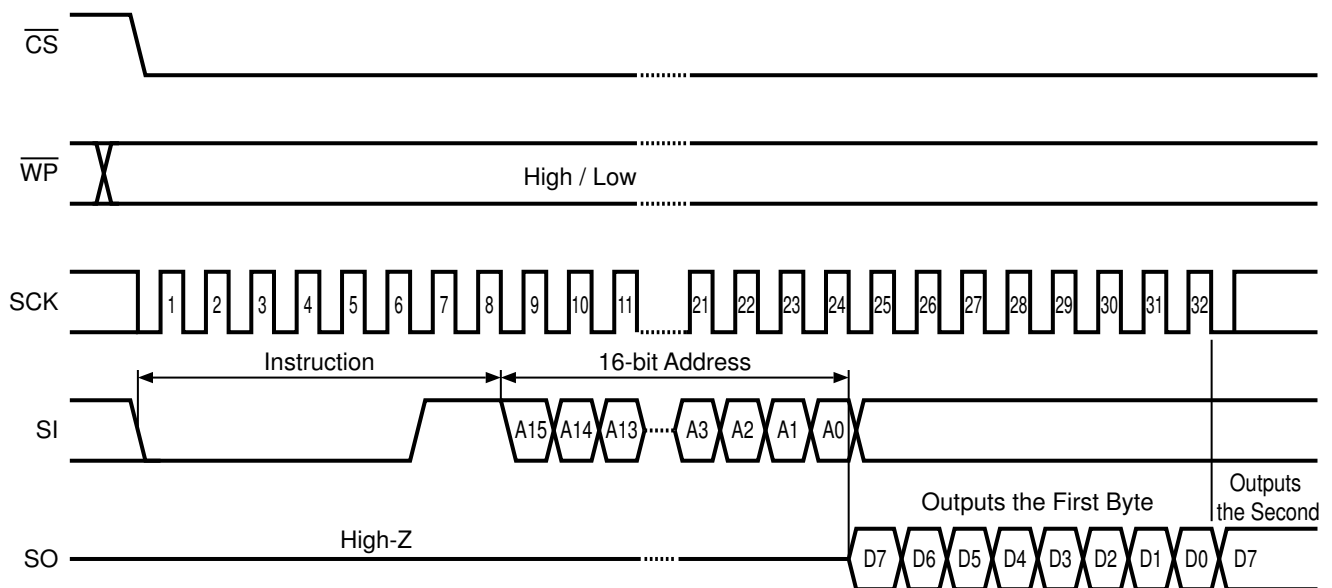 CS
WP
High / Low
SCK
1 2 3 4 5 6 7 8 9 10 11 21 22 23 24 25 26 27 28 29 30 31 32
Instruction
16-bit Address
SI
A15 A14 A13 A3 A2 A1 A0
Outputs the First Byte
Outputs
the Second
High-Z
SO
D7 D6 D5 D4 D3 D2 D1 D0 D7